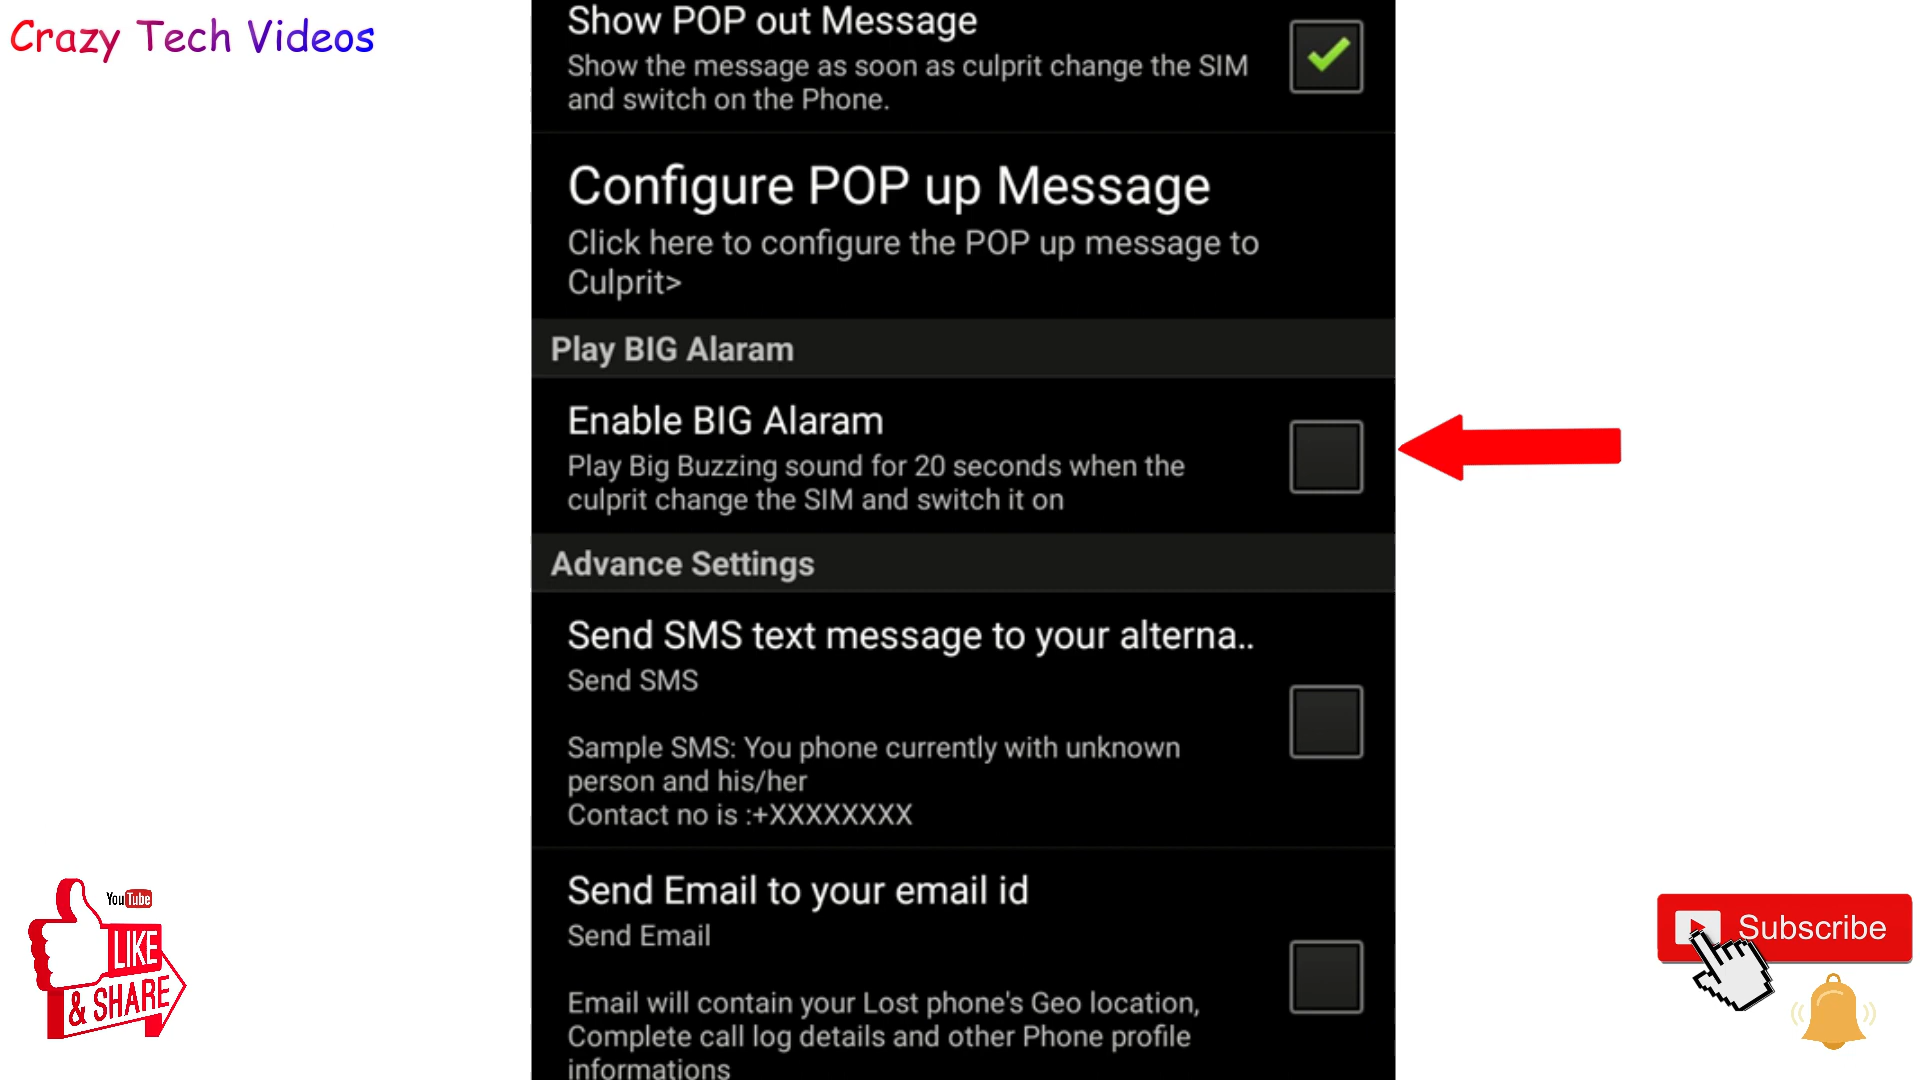 Crazy Tech Videos
Show POP out Message
Show the message as soon as culprit change the SIM
and switch on the Phone.
Configure POP up Message
Click here to configure the POP up message to
Culprit>
Play BIG Alaram
Enable BIG Alaram
Play Big Buzzing sound for 20 seconds when the
culprit change the SIM and switch it on
Advance Settings
Send SMS text message to your alterna..
Send SMS
Sample SMS: You phone currently with unknown
person and his/her
Contact no is :+XXXXXXXX
Send Email to your email id
Send Email
Email will contain your Lost phone's Geo location,
Complete call log details and other Phone profile
informations
YouTube
LIKE
& SHARE
Subscribe